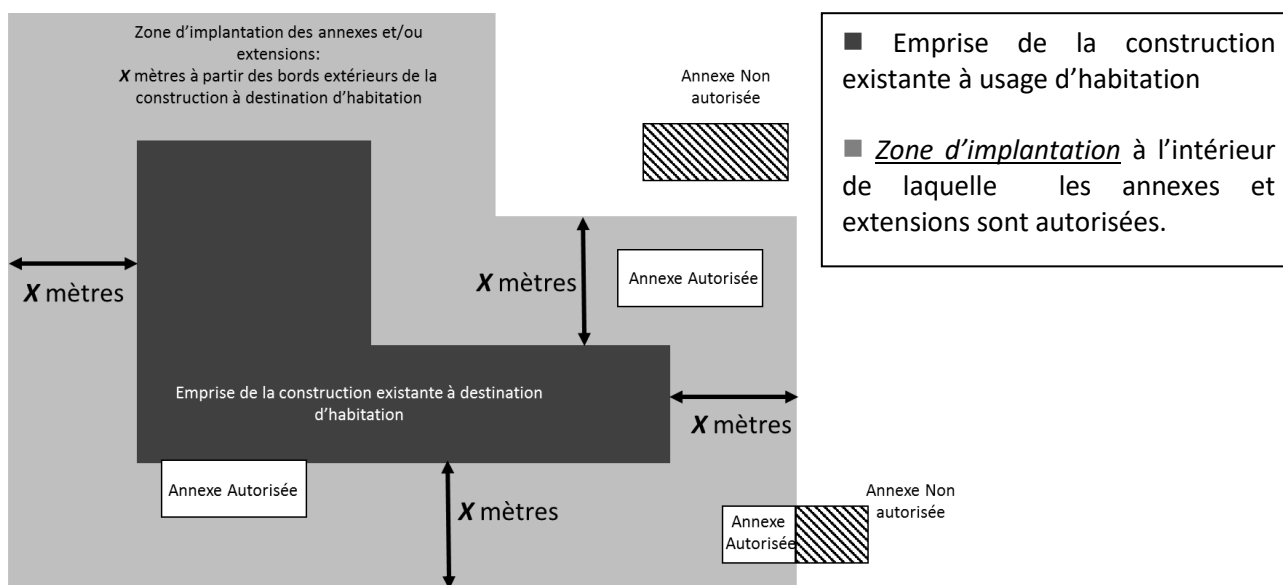 Zone d’implantation des annexes et/ou
extensions:
X mètres à partir des bords extérieurs de la
construction à destination d’habitation
Annexe Non
autorisée
■ Emprise de la construction
existante à usage d’habitation
■ Zone d’implantation à l’intérieur
de laquelle les annexes et
extensions sont autorisées.
X mètres
X mètres
Annexe Autorisée
Emprise de la construction existante à destination
d’habitation
X mètres
Annexe Autorisée
X mètres
Annexe
Autorisée
Annexe Non
autorisée